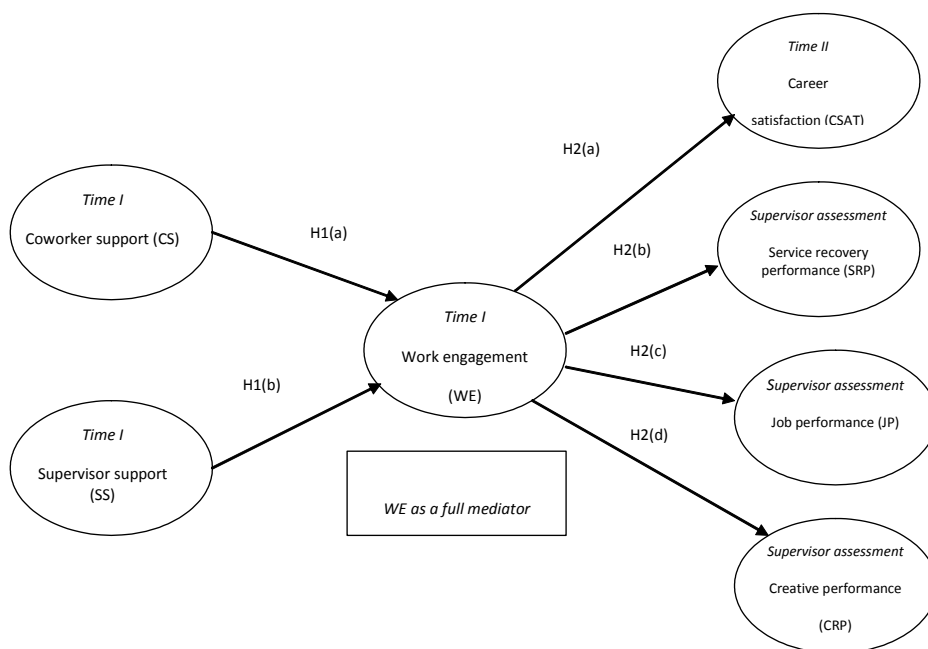 Time II
Career
satisfaction (CSAT)
H2(a)
Time I
Coworker support (CS)
H1(a)
Supervisor assessment
Service recovery
performance (SRP)
H2(b)
Time I
Work engagement
(WE)
H2(c)
Supervisor assessment
Job performance (JP)
H1(b)
Time I
Supervisor support
(SS)
H2(d)
WE as a full mediator
Supervisor assessment
Creative performance
(CRP)